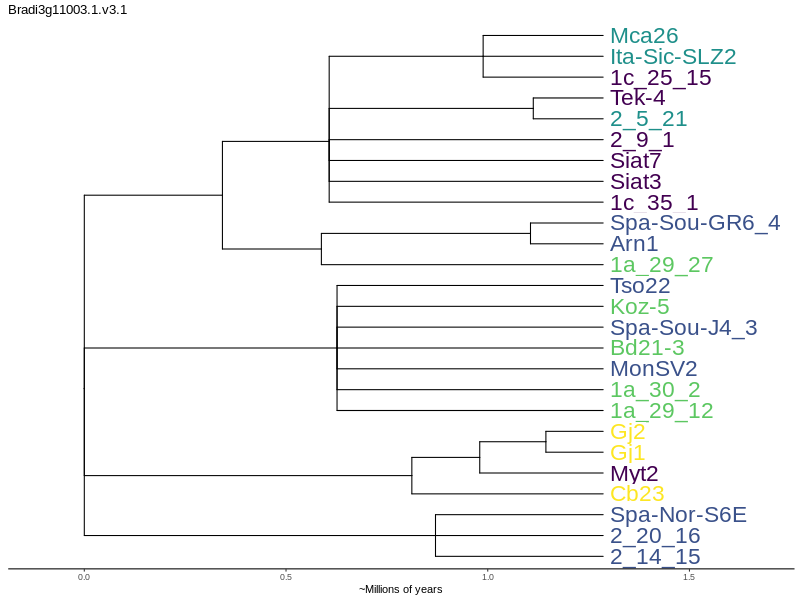 Bradi3g11003.1.v3.1
Mca26
Ita-Sic-SLZ2
1c_25_15
Tek-4
2_5_21
2_9_1
Siat7
Siat3
1c_35_1
Spa-Sou-GR6_4
Arn1
1a_29_27
Tso22
Koz-5
Spa-Sou-J4_3
Bd21-3
MonSV2
1a_30_2
1a_29_12
Gj2
Gj1
Myt2
Cb23
Spa-Nor-S6E
2_20_16
2_14_15
0.0 0.5 1.0 1.5
~Millions of years